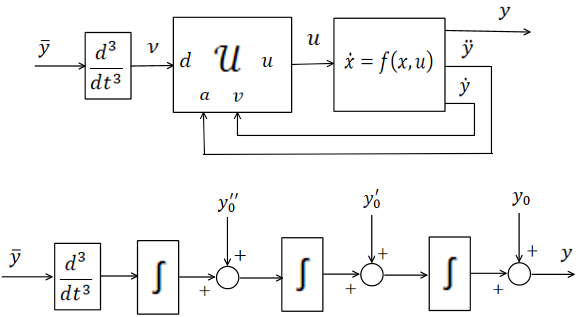 y
ȳ
d³/dt³
ν
d 𝒰 u
a v
u
ẋ = f(x,u)
ÿ
ẏ
y₀′′
y₀′
y₀
ȳ
d³/dt³
∫
+
+
∫
+
+
∫
+
+
y